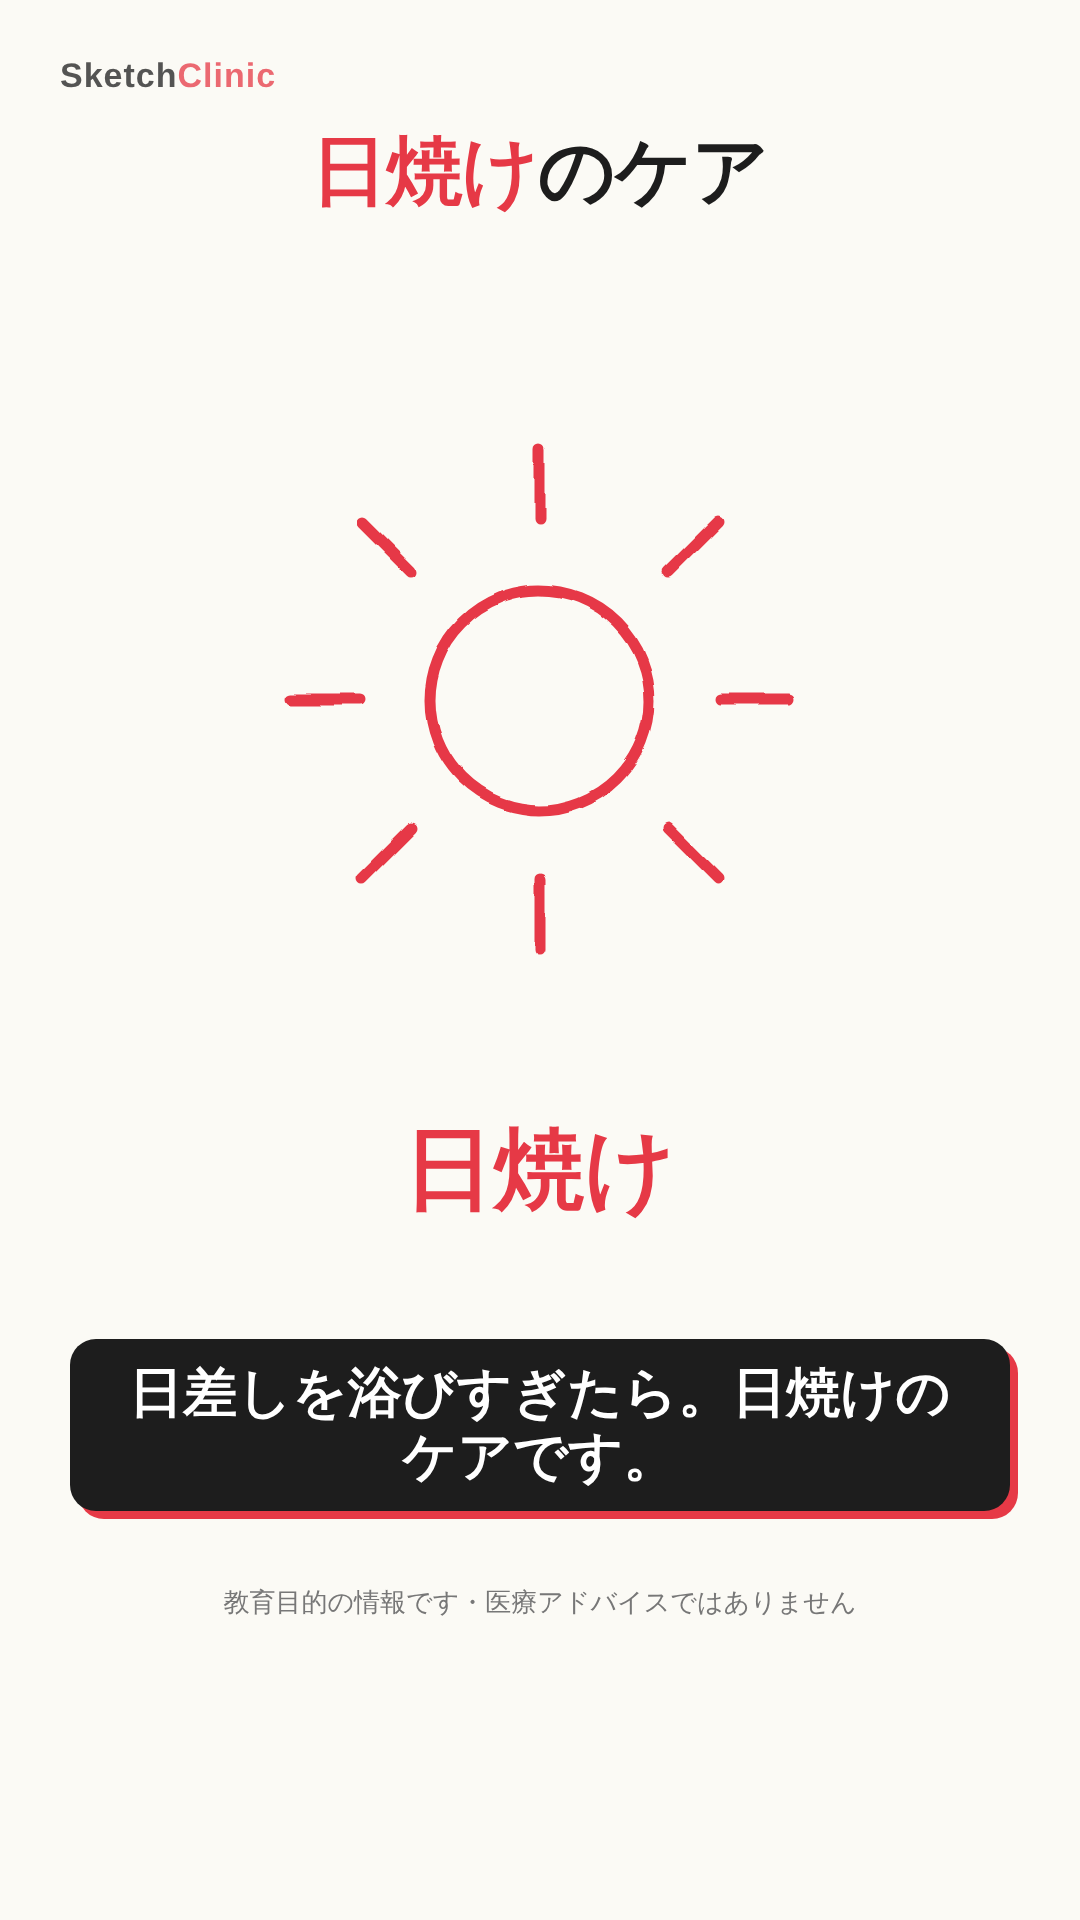 SketchClinic
日焼けのケア
日焼け
日差しを浴びすぎたら。日焼けの
ケアです。
教育目的の情報です・医療アドバイスではありません